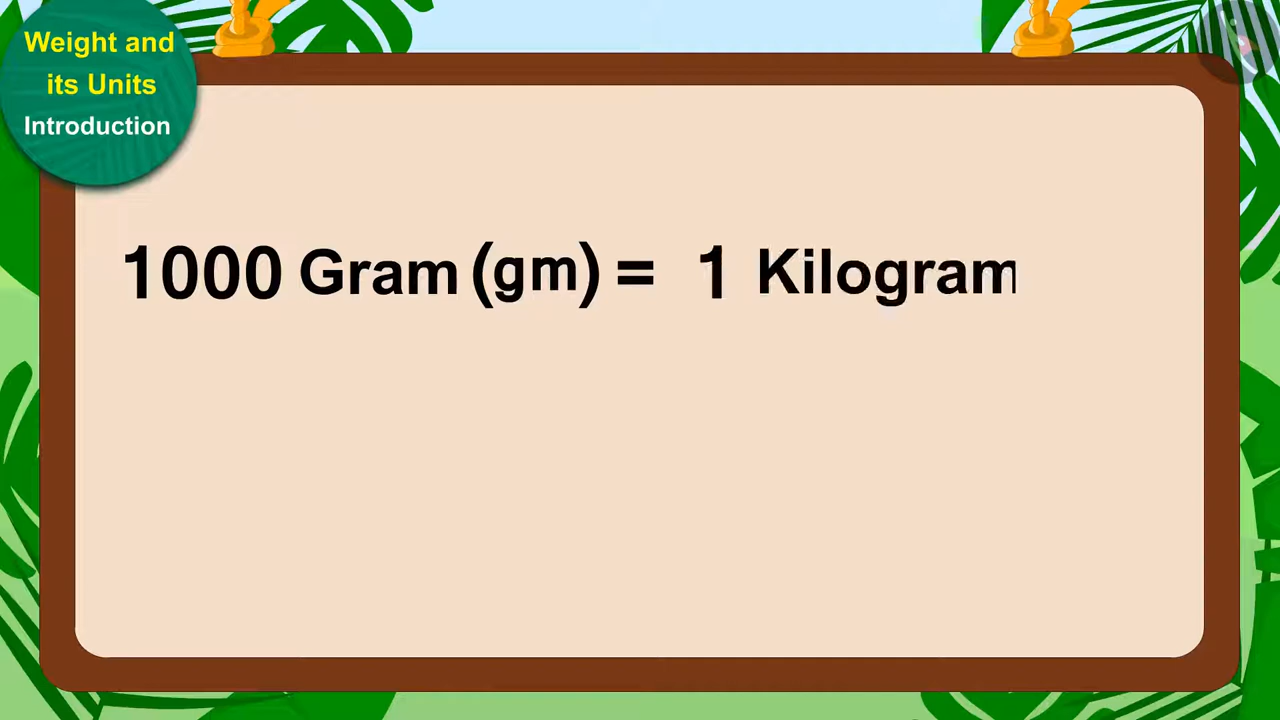 Weight and
its Units
Introduction
1000 Gram (gm) = 1 Kilogram